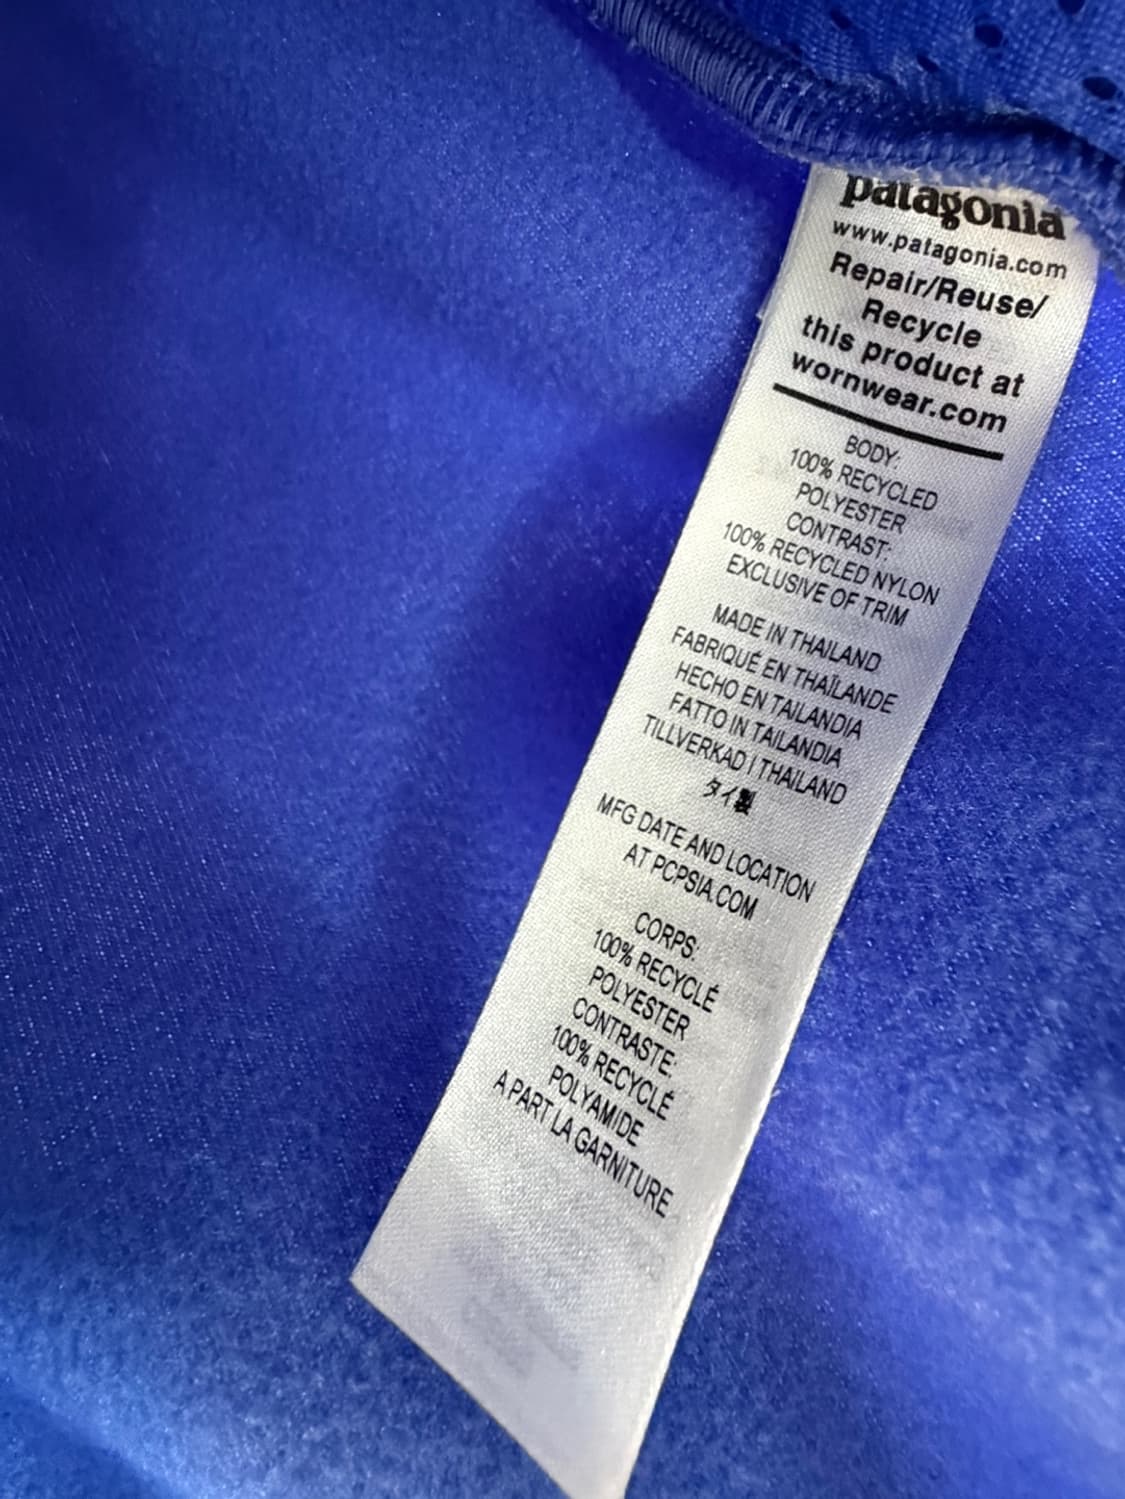 patagonia
www.patagonia.com
Repair/Reuse/
Recycle
this product at
wornwear.com
BODY:
100% RECYCLED
POLYESTER
CONTRAST:
100% RECYCLED NYLON
EXCLUSIVE OF TRIM
MADE IN THAILAND
FABRIQUÉ EN THAÏLANDE
HECHO EN TAILANDIA
FATTO IN TAILANDIA
TILLVERKAD I THAILAND
タイ製
MFG DATE AND LOCATION
AT PCPSIA.COM
CORPS:
100% RECYCLÉ
POLYESTER
CONTRASTE:
100% RECYCLÉ
POLYAMIDE
A PART LA GARNITURE